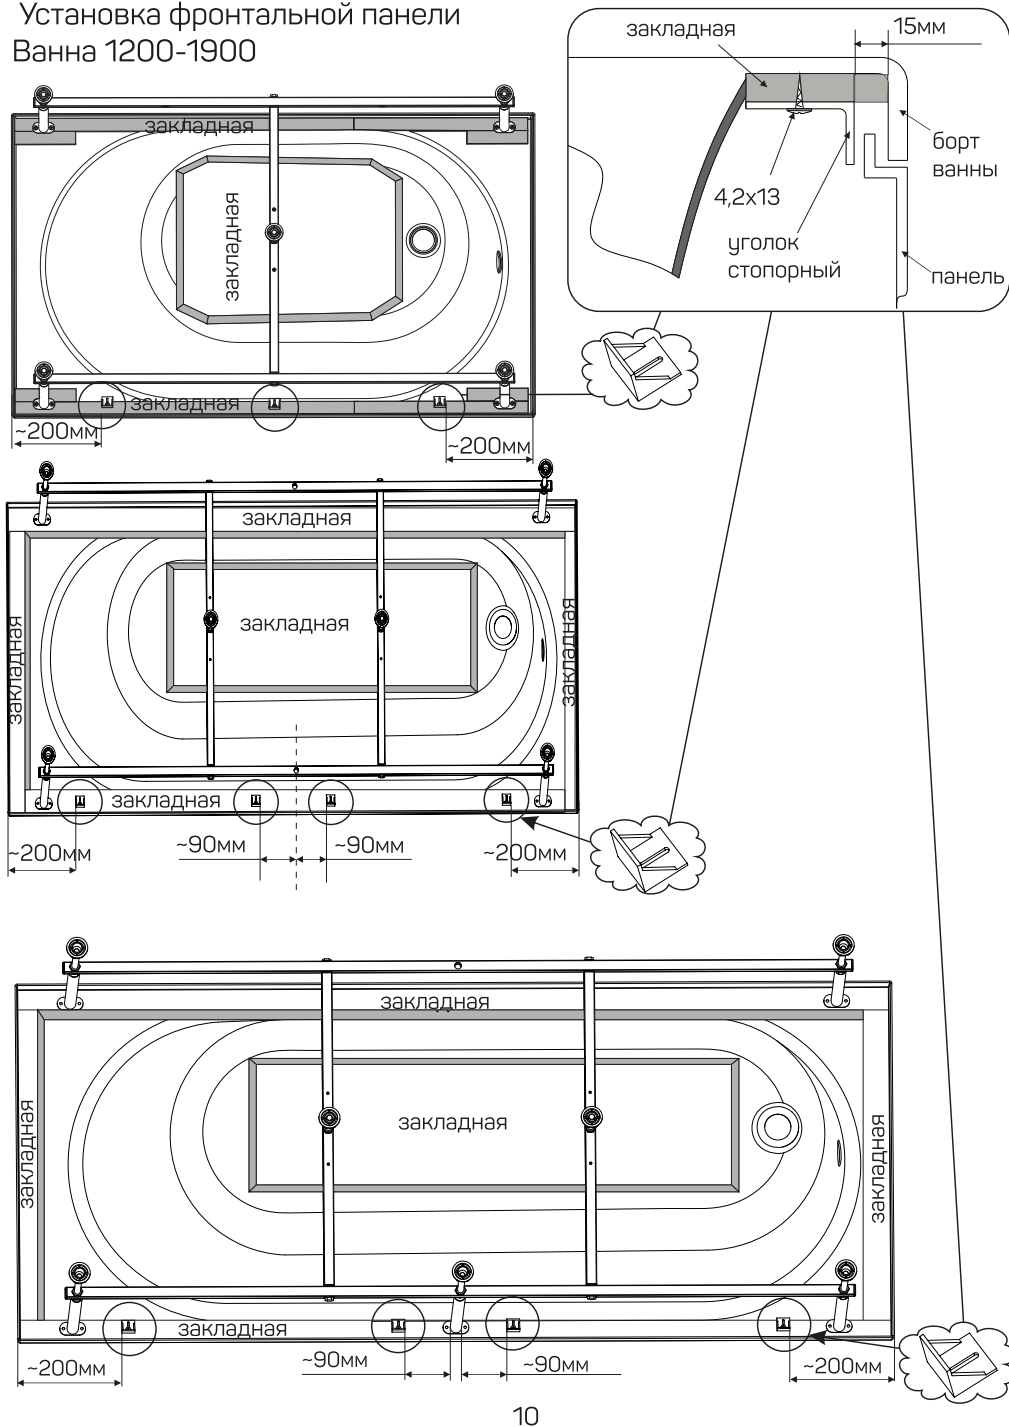 Установка фронтальной панели
Ванна 1200-1900
закладная
15мм
борт
ванны
4,2х13
уголок
стопорный
панель
закладная
закладная
закладная
~200мм
~200мм
закладная
закладная
закладная
закладная
закладная
~200мм
~90мм
~90мм
~200мм
закладная
закладная
закладная
закладная
закладная
~200мм
~90мм
~90мм
~200мм
10